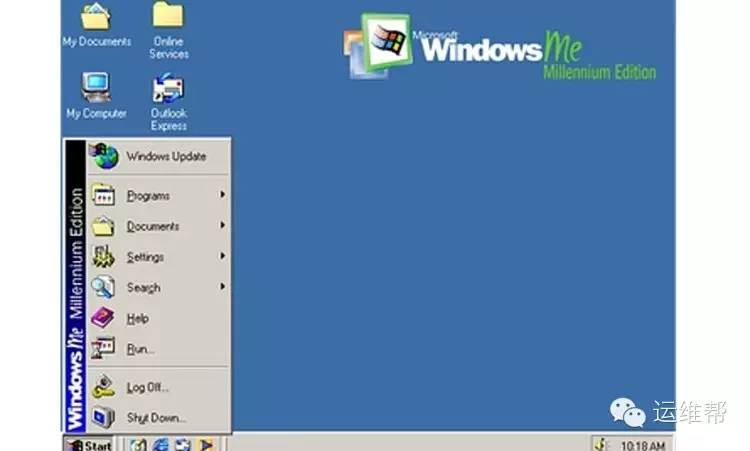 My Documents
Online
Services
My Computer
Outlook
Express
Microsoft
Windows Me
Millennium Edition
Windows Me Millennium Edition
Windows Update
Programs
Documents
Settings
Search
Help
Run...
Log Off...
Shut Down...
Start
10:18 AM
运维帮